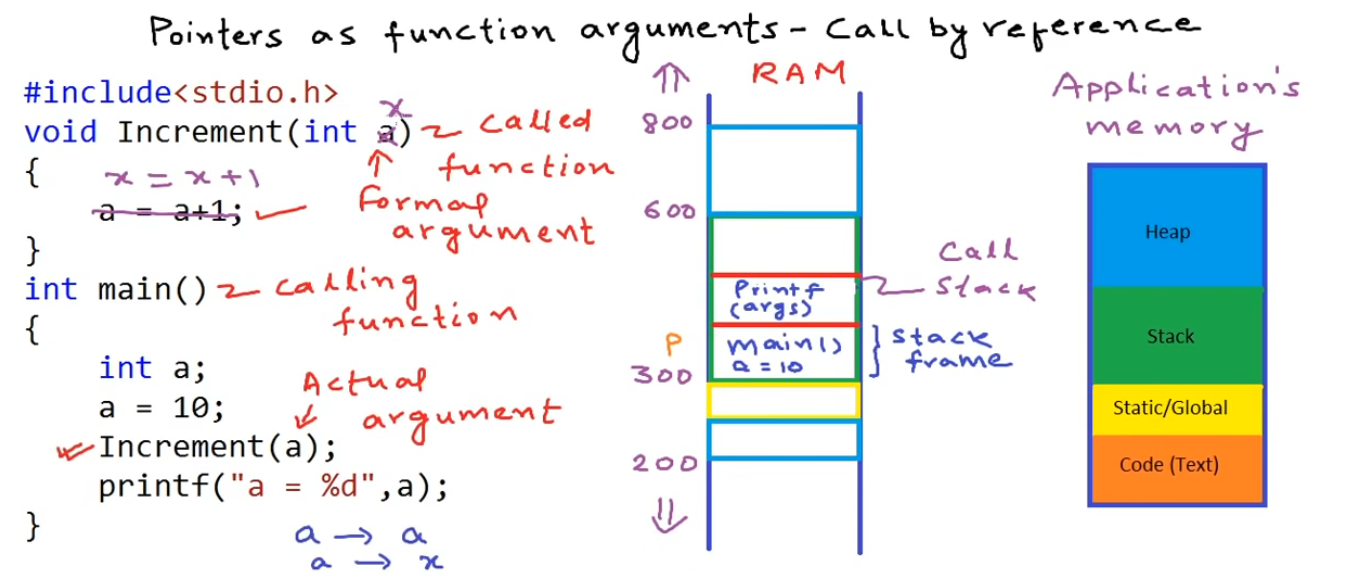 Pointers as function arguments - Call by reference
#include<stdio.h>
void Increment(int a)
x
called function
{
x = x+1
a = a+1;
Formal argument
}
int main()
calling function
{
int a;
a = 10;
Actual argument
Increment(a);
printf("a = %d",a);
}
a → a
a → x
RAM
800
600
Printf
(args)
Call Stack
P
main()
a = 10
stack frame
300
200
Application's
memory
Heap
Stack
Static/Global
Code (Text)